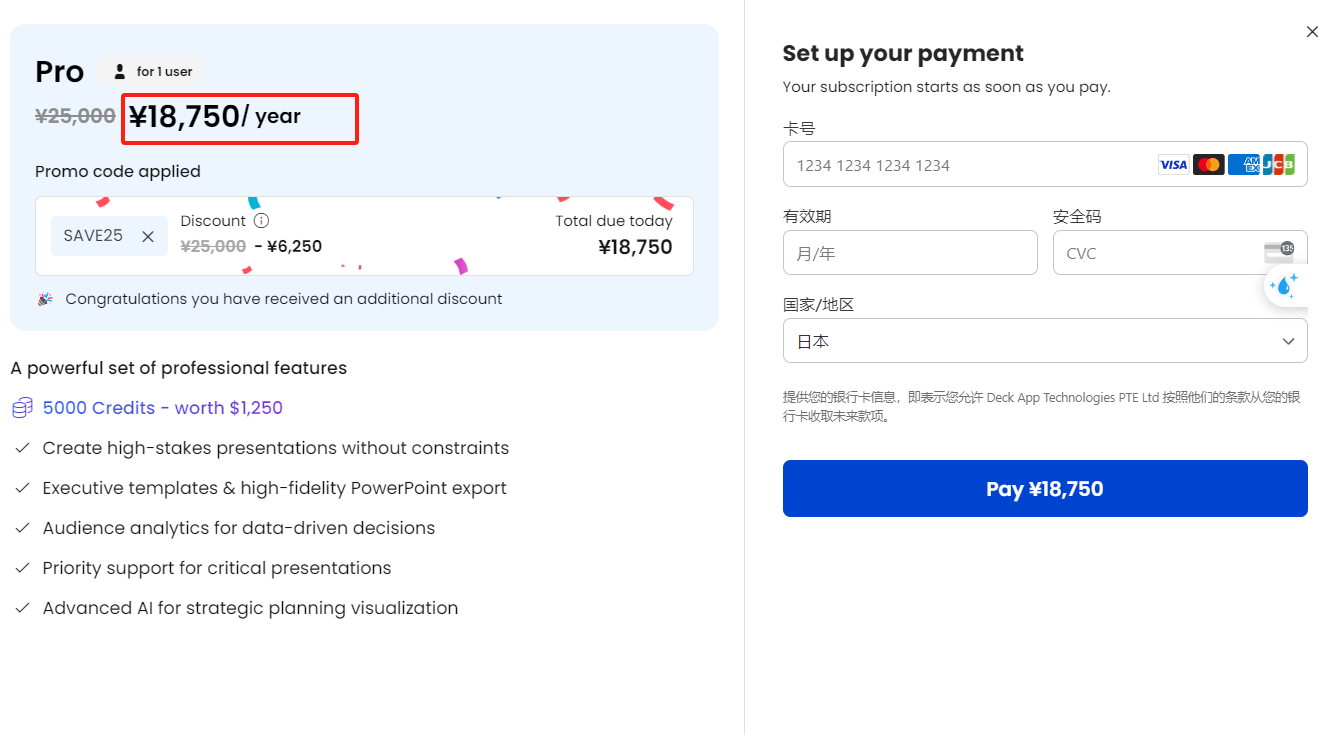 Pro
for 1 user
¥25,000 ¥18,750/ year
Promo code applied
SAVE25
Discount
¥25,000 - ¥6,250
Total due today
¥18,750
Congratulations you have received an additional discount
A powerful set of professional features
5000 Credits - worth $1,250
Create high-stakes presentations without constraints
Executive templates & high-fidelity PowerPoint export
Audience analytics for data-driven decisions
Priority support for critical presentations
Advanced AI for strategic planning visualization
Set up your payment
Your subscription starts as soon as you pay.
卡号
1234 1234 1234 1234
VISA
AM
EX
JCB
有效期
月/年
安全码
CVC
135
国家/地区
日本
提供您的银行卡信息，即表示您允许 Deck App Technologies PTE Ltd 按照他们的条款从您的银
行卡收取未来款项。
Pay ¥18,750